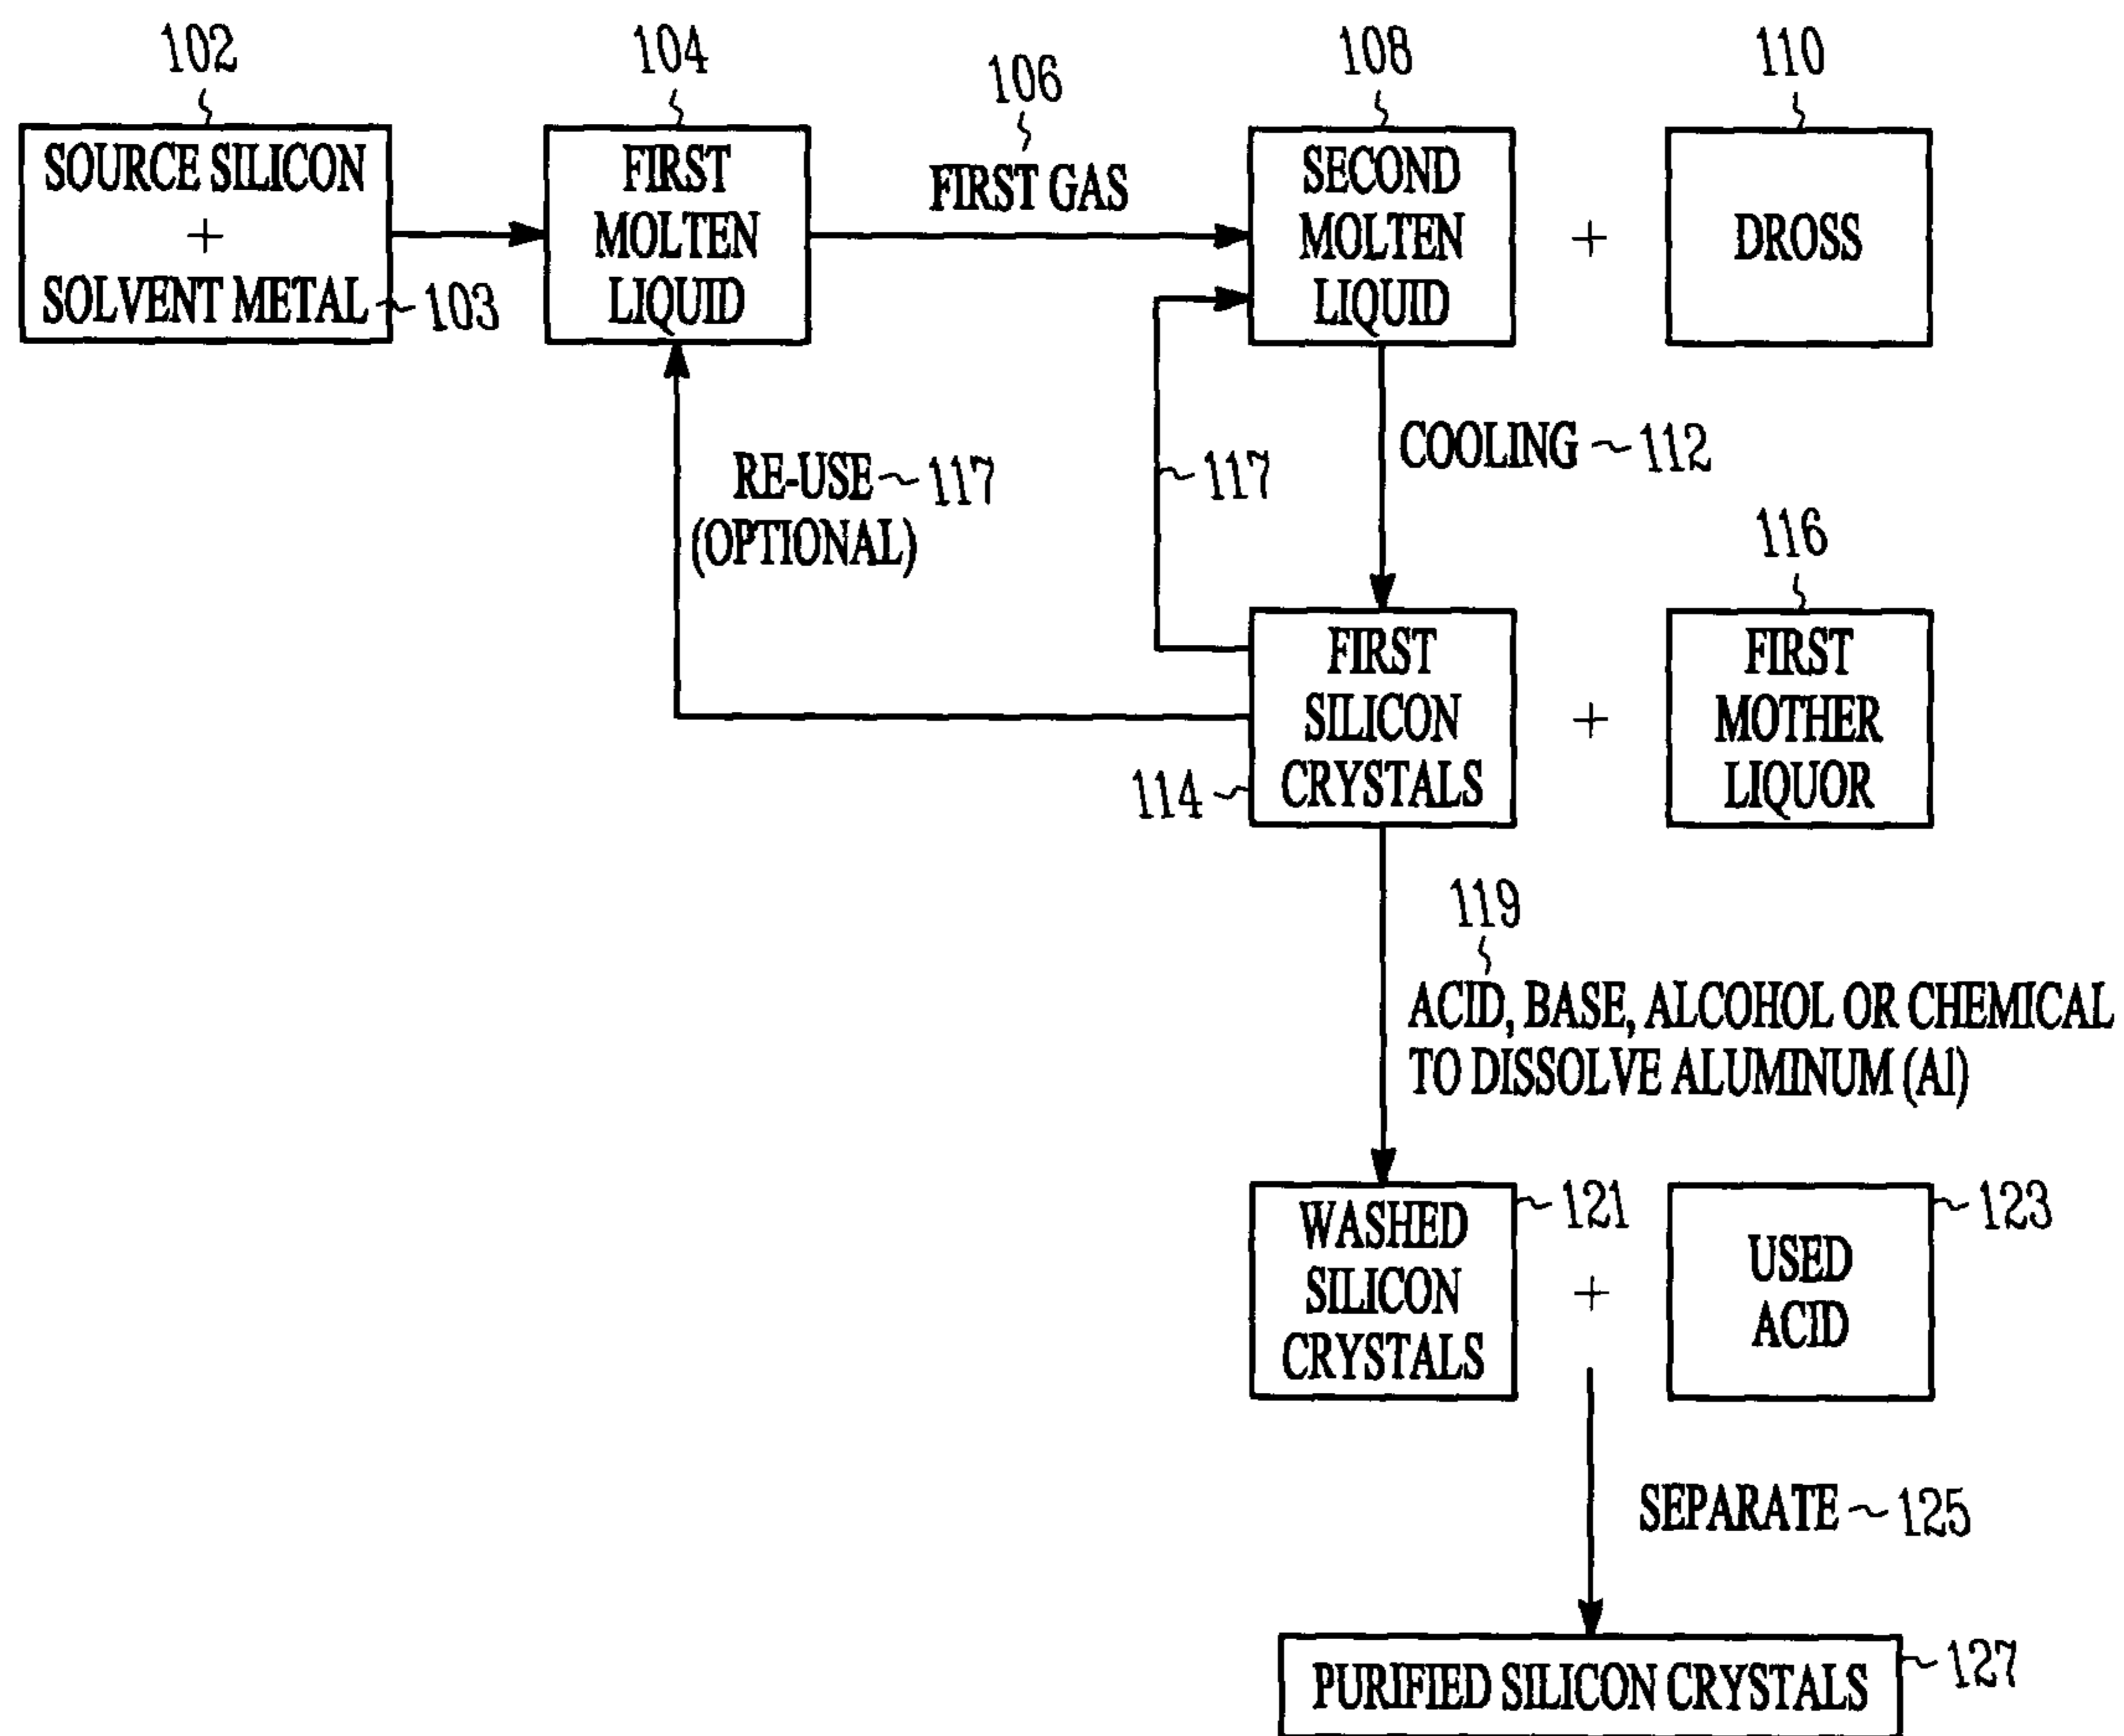 102
SOURCE SILICON
+
SOLVENT METAL
103
104
FIRST
MOLTEN
LIQUID
106
FIRST GAS
108
SECOND
MOLTEN
LIQUID
+
110
DROSS
RE-USE 117
(OPTIONAL)
117
COOLING 112
114
FIRST
SILICON
CRYSTALS
+
116
FIRST
MOTHER
LIQUOR
119
ACID, BASE, ALCOHOL OR CHEMICAL
TO DISSOLVE ALUMINUM (Al)
WASHED
SILICON
CRYSTALS
121
+
USED
ACID
123
SEPARATE 125
PURIFIED SILICON CRYSTALS
127